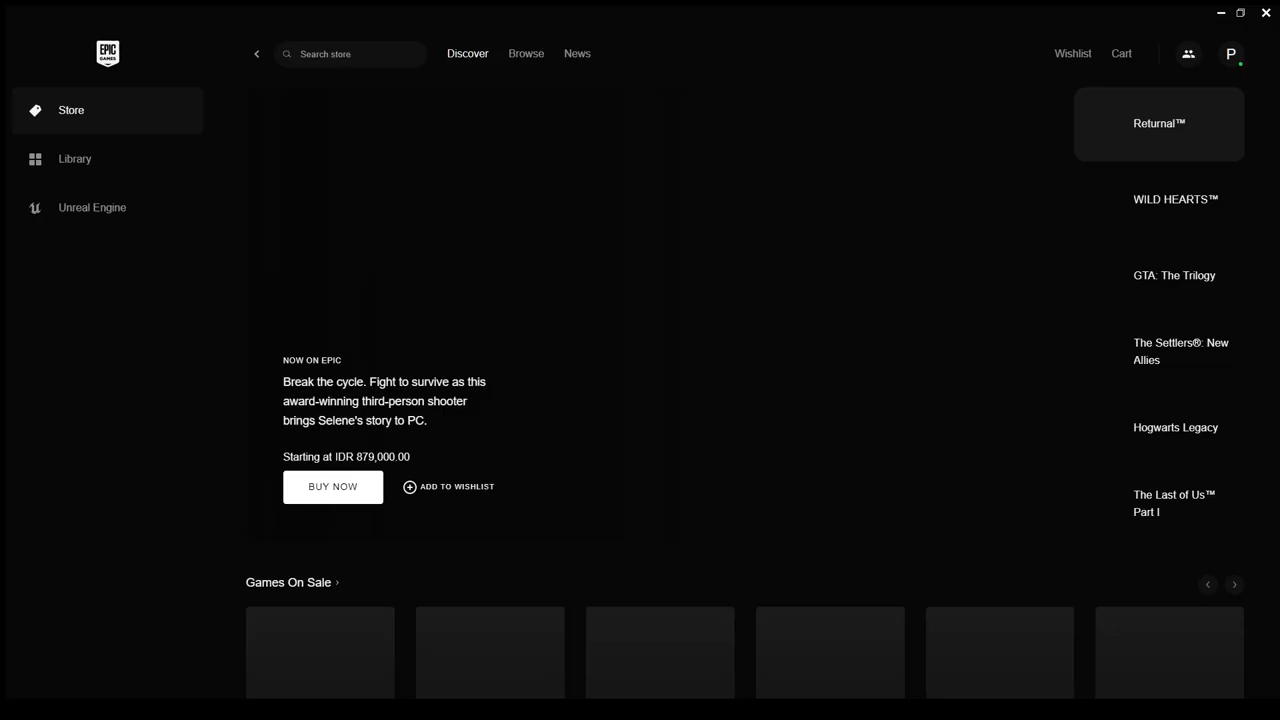 EPIC
GAMES
Search store
Discover
Browse
News
Wishlist
Cart
P
Store
Library
Unreal Engine
NOW ON EPIC
Break the cycle. Fight to survive as this
award-winning third-person shooter
brings Selene's story to PC.
Starting at IDR 879,000.00
BUY NOW
ADD TO WISHLIST
Returnal™
WILD HEARTS™
GTA: The Trilogy
The Settlers®: New
Allies
Hogwarts Legacy
The Last of Us™
Part I
Games On Sale